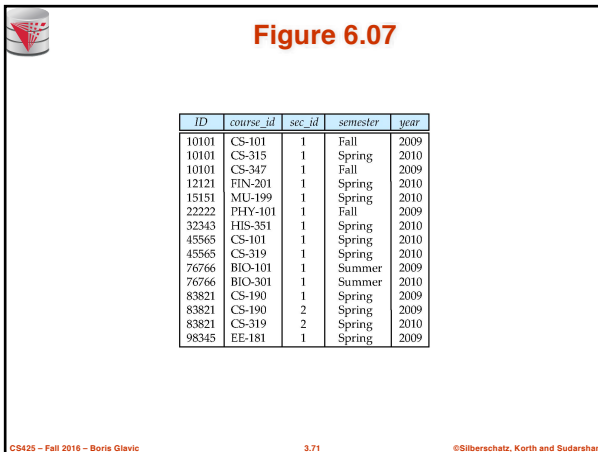 Figure 6.07
ID course_id sec_id semester year
10101 CS-101 1 Fall 2009
10101 CS-315 1 Spring 2010
10101 CS-347 1 Fall 2009
12121 FIN-201 1 Spring 2010
15151 MU-199 1 Spring 2010
22222 PHY-101 1 Fall 2009
32343 HIS-351 1 Spring 2010
45565 CS-101 1 Spring 2010
45565 CS-319 1 Spring 2010
76766 BIO-101 1 Summer 2009
76766 BIO-301 1 Summer 2010
83821 CS-190 1 Spring 2009
83821 CS-190 2 Spring 2009
83821 CS-319 2 Spring 2010
98345 EE-181 1 Spring 2009
CS425 – Fall 2016 – Boris Glavic 3.71 ©Silberschatz, Korth and Sudarshan